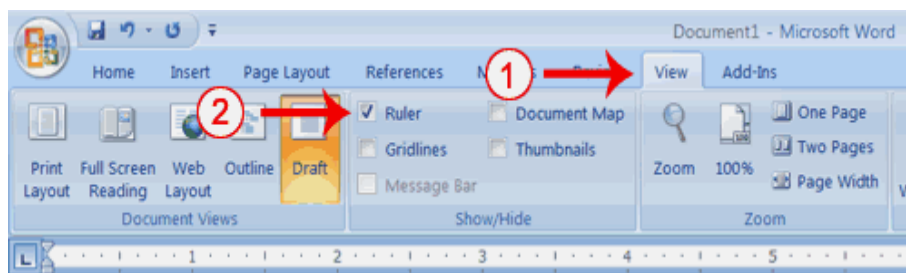 Document1 - Microsoft Word
Home Insert Page Layout References View Add-Ins
1
2
Ruler Document Map One Page
Gridlines Thumbnails Two Pages
Message Bar Page Width
Print Layout Full Screen Reading Web Layout Outline Draft Zoom 100%
Document Views Show/Hide Zoom
L 1 2 3 4 5